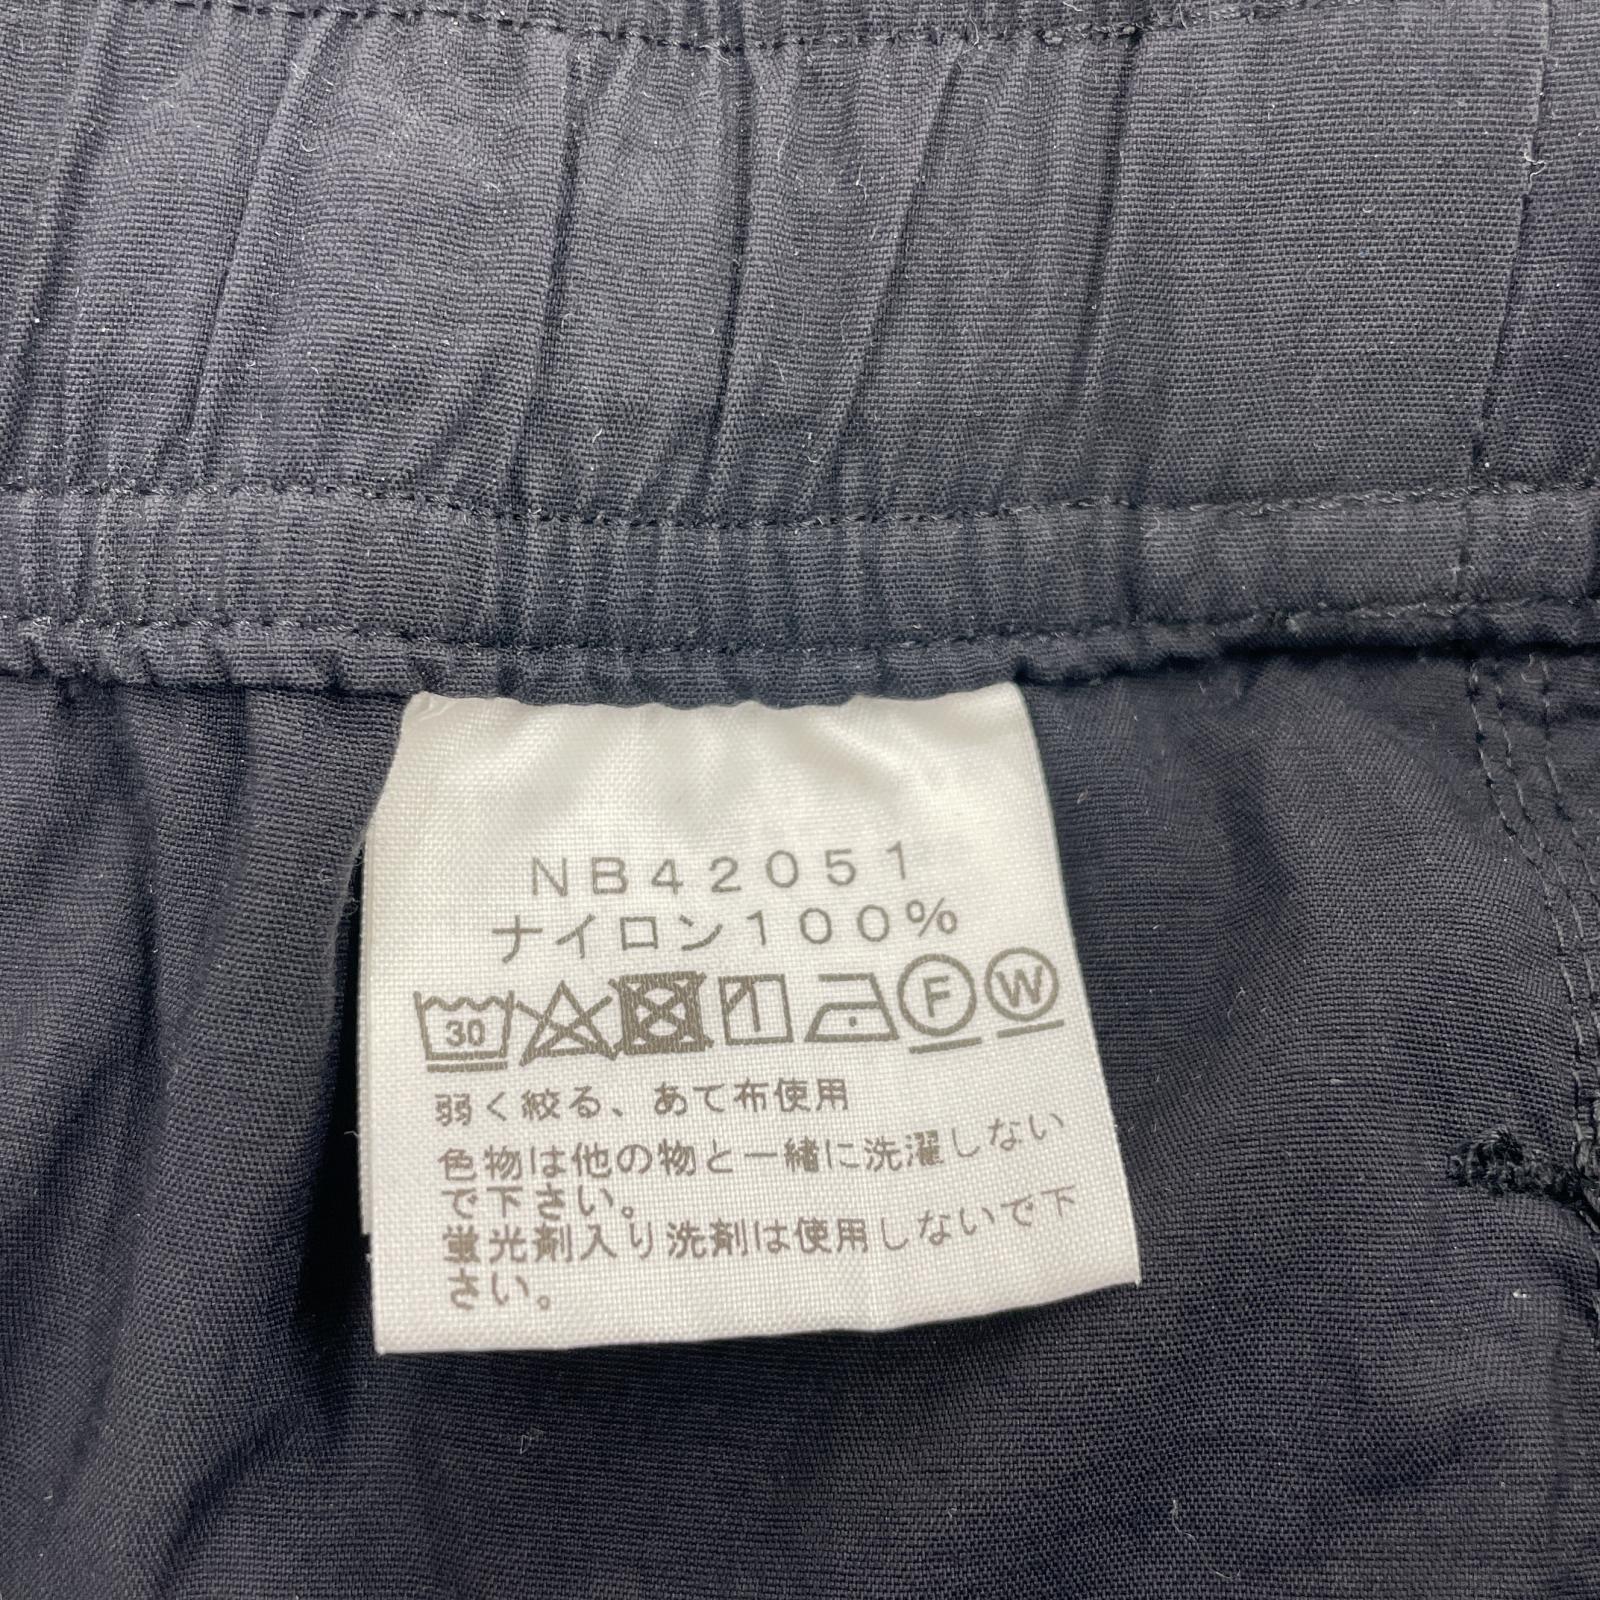 NB42051
ナイロン100%
30 F W
弱く絞る、あて布使用
色物は他の物と一緒に洗濯しない
で下さい。
蛍光剤入り洗剤は使用しないで下
さい。